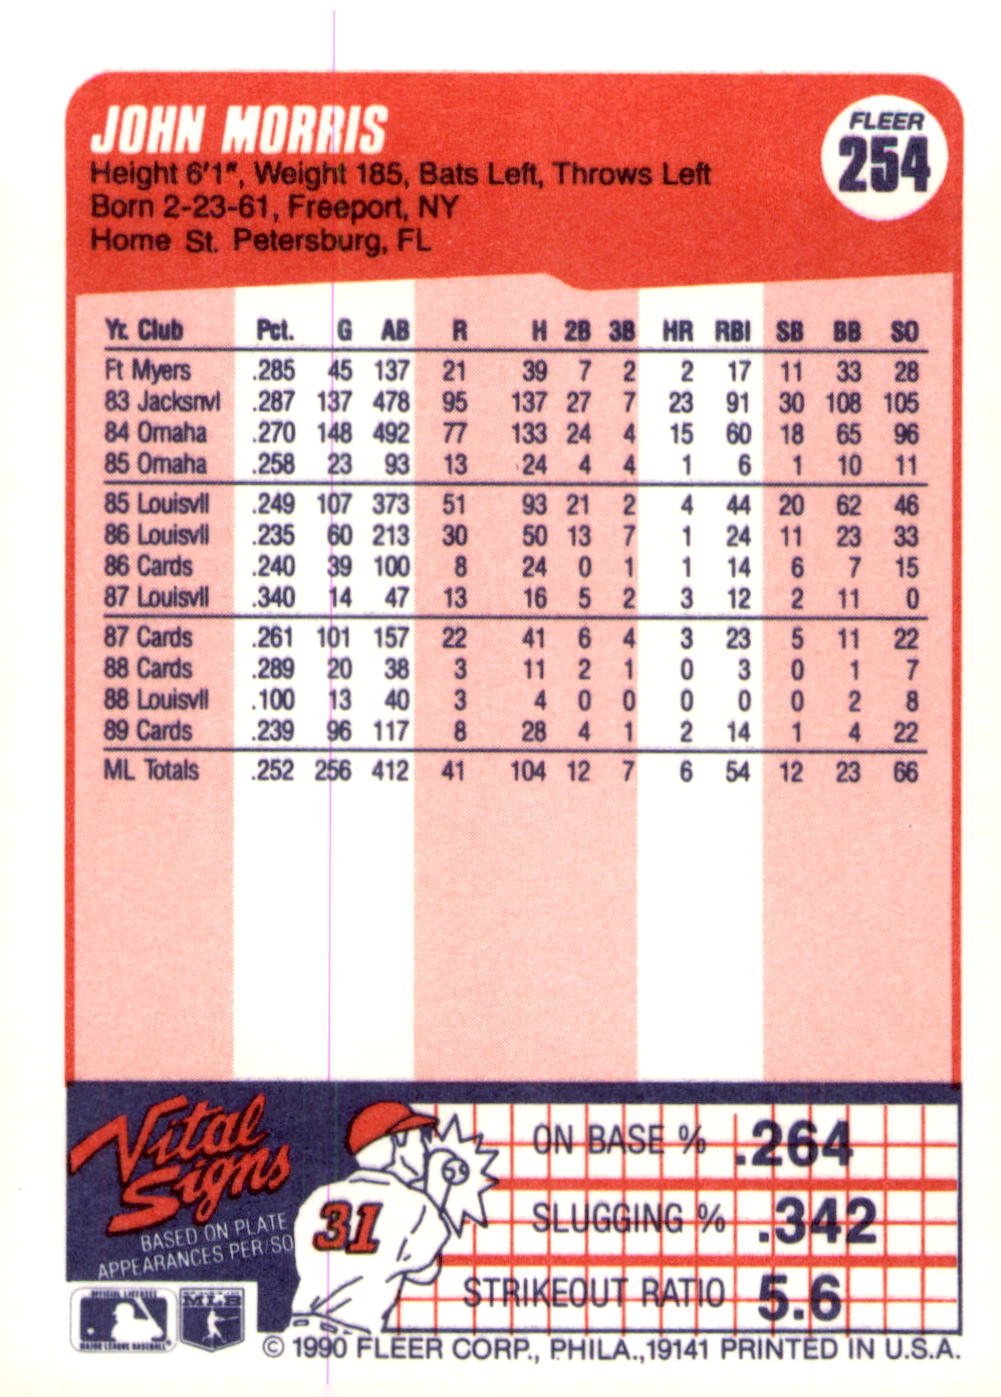 JOHN MORRIS
FLEER
254
Height 6'1", Weight 185, Bats Left, Throws Left
Born 2-23-61, Freeport, NY
Home St. Petersburg, FL
Yr. Club Pct. G AB R H 2B 3B HR RBI SB BB SO
Ft Myers .285 45 137 21 39 7 2 2 17 11 33 28
83 Jacksnvl .287 137 478 95 137 27 7 23 91 30 108 105
84 Omaha .270 148 492 77 133 24 4 15 60 18 65 96
85 Omaha .258 23 93 13 24 4 4 1 6 1 10 11
85 Louisvll .249 107 373 51 93 21 2 4 44 20 62 46
86 Louisvll .235 60 213 30 50 13 7 1 24 11 23 33
86 Cards .240 39 100 8 24 0 1 1 14 6 7 15
87 Louisvll .340 14 47 13 16 5 2 3 12 2 11 0
87 Cards .261 101 157 22 41 6 4 3 23 5 11 22
88 Cards .289 20 38 3 11 2 1 0 3 0 1 7
88 Louisvll .100 13 40 3 4 0 0 0 0 0 2 8
89 Cards .239 96 117 8 28 4 1 2 14 1 4 22
ML Totals .252 256 412 41 104 12 7 6 54 12 23 66
Vital
Signs
BASED ON PLATE
APPEARANCES PER/SO
31
ON BASE % .264
SLUGGING % .342
STRIKEOUT RATIO 5.6
OFFICIAL LICENSEE
MAJOR LEAGUE BASEBALL
MLB
© 1990 FLEER CORP., PHILA.,19141 PRINTED IN U.S.A.